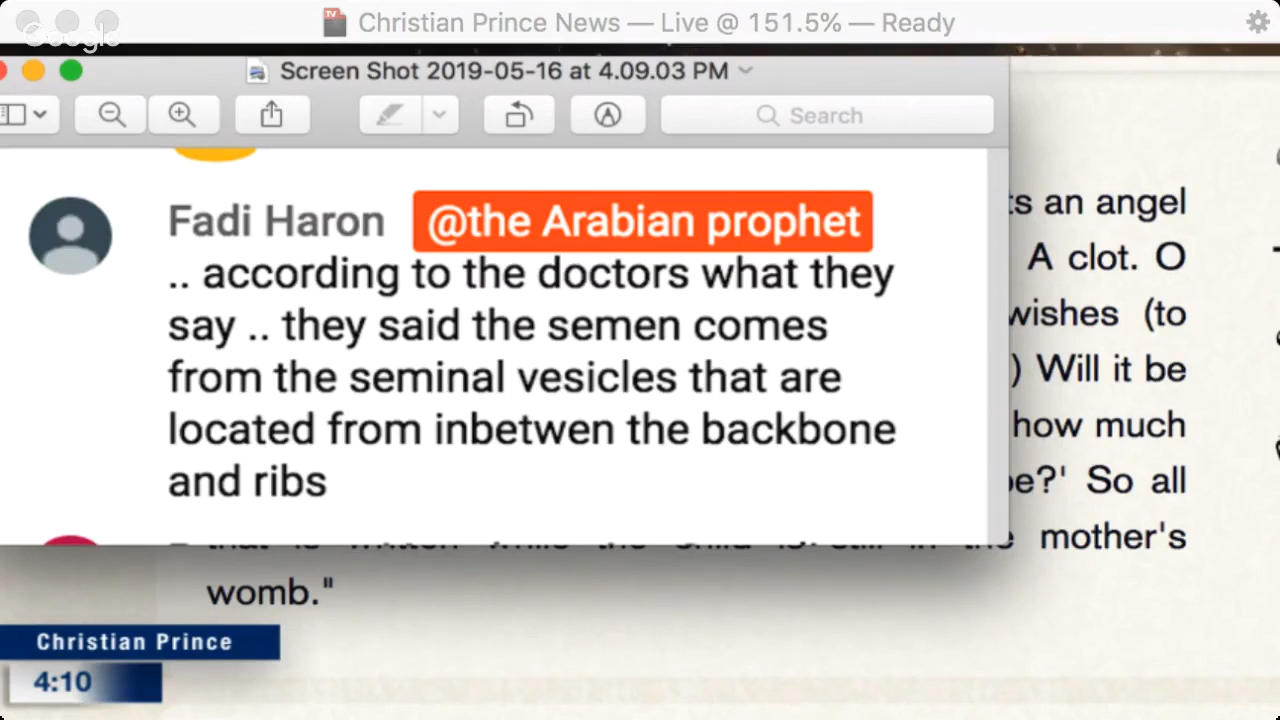 Christian Prince News — Live @ 151.5% — Ready
Google
Screen Shot 2019-05-16 at 4.09.03 PM
Search
Fadi Haron @the Arabian prophet
.. according to the doctors what they
say .. they said the semen comes
from the seminal vesicles that are
located from inbetwen the backbone
and ribs
an angel
A clot. O
wishes (to
) Will it be
how much
So all
mother's
womb."
Christian Prince
4:10